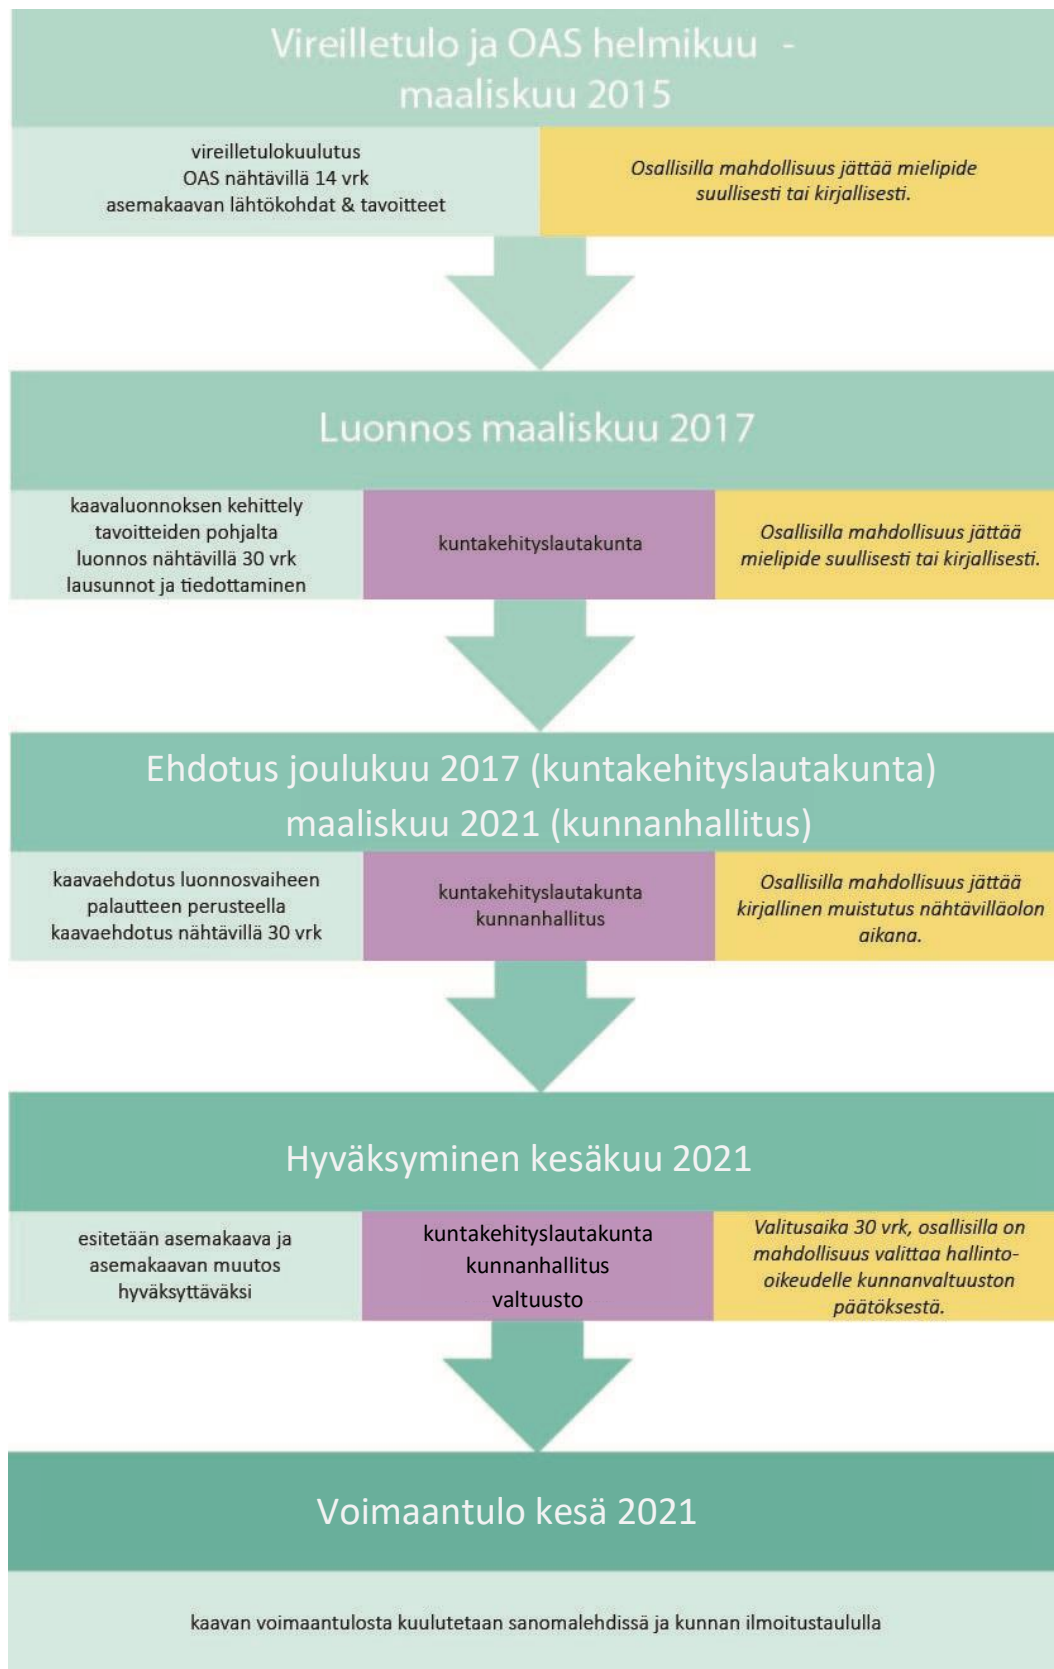 Vireilletulo ja OAS helmikuu -
maaliskuu 2015
vireilletulokuulutus
OAS nähtävillä 14 vrk
asemakaavan lähtökohdat & tavoitteet
Osallisilla mahdollisuus jättää mielipide
suullisesti tai kirjallisesti.
Luonnos maaliskuu 2017
kaavaluonnoksen kehittely
tavoitteiden pohjalta
luonnos nähtävillä 30 vrk
lausunnot ja tiedottaminen
kuntakehityslautakunta
Osallisilla mahdollisuus jättää
mielipide suullisesti tai kirjallisesti.
Ehdotus joulukuu 2017 (kuntakehityslautakunta)
maaliskuu 2021 (kunnanhallitus)
kaavaehdotus luonnosvaiheen
palautteen perusteella
kaavaehdotus nähtävillä 30 vrk
kuntakehityslautakunta
kunnanhallitus
Osallisilla mahdollisuus jättää
kirjallinen muistutus nähtävilläolon
aikana.
Hyväksyminen kesäkuu 2021
esitetään asemakaava ja
asemakaavan muutos
hyväksyttäväksi
kuntakehityslautakunta
kunnanhallitus
valtuusto
Valitusaika 30 vrk, osallisilla on
mahdollisuus valittaa hallinto-
oikeudelle kunnanvaltuuston
päätöksestä.
Voimaantulo kesä 2021
kaavan voimaantulosta kuulutetaan sanomalehdissä ja kunnan ilmoitustaululla